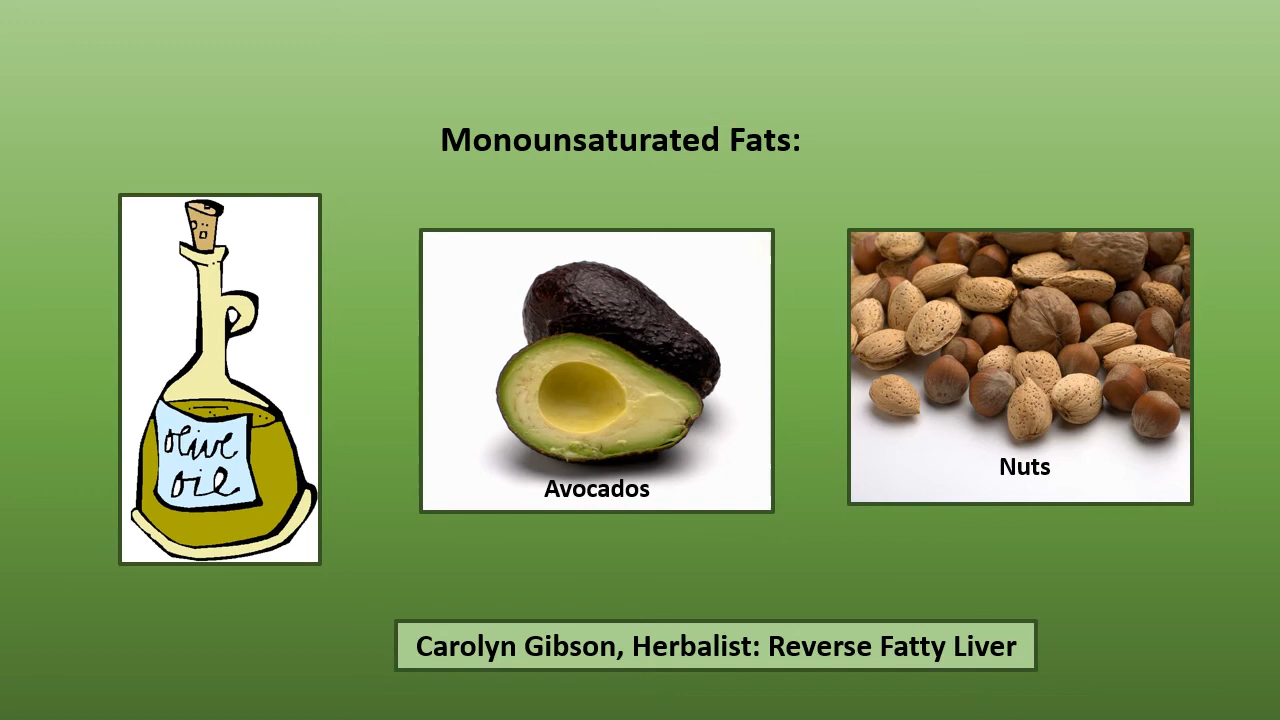 Monounsaturated Fats:
olive
oil
Avocados
Nuts
Carolyn Gibson, Herbalist: Reverse Fatty Liver